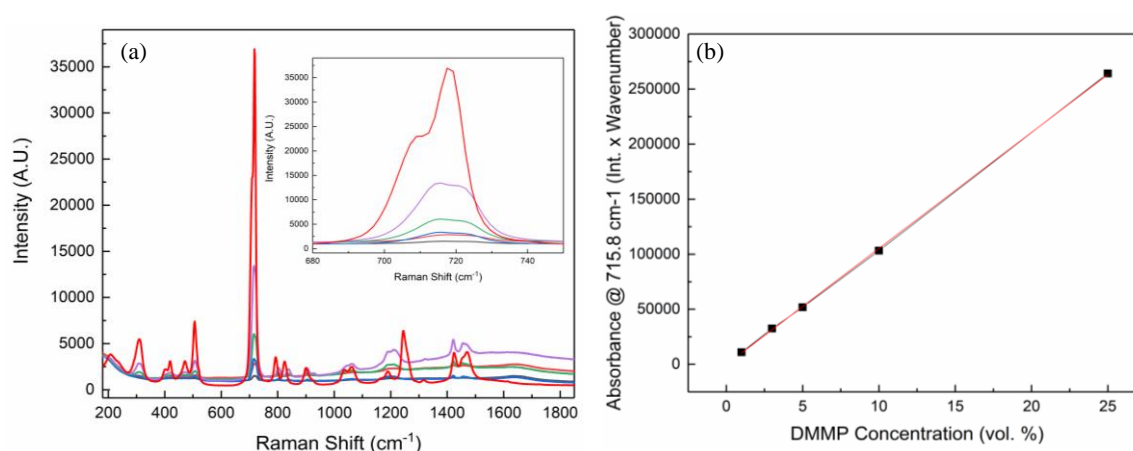 (a)
Intensity (A.U.)
35000
30000
25000
20000
15000
10000
5000
0
200 400 600 800 1000 1200 1400 1600 1800
Raman Shift (cm-1)
Intensity (A.U.)
35000
30000
25000
20000
15000
10000
5000
0
680 700 720 740
Raman Shift (cm-1)
(b)
Absorbance @ 715.8 cm-1 (Int. x Wavenumber)
300000
250000
200000
150000
100000
50000
0
0 5 10 15 20 25
DMMP Concentration (vol. %)